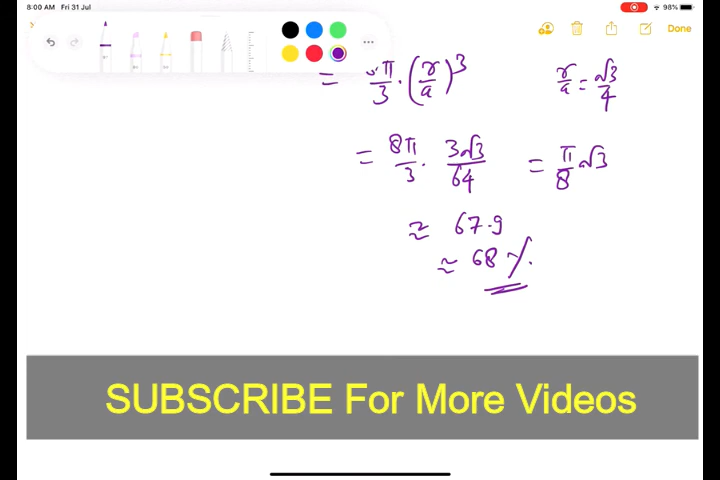 8:00 AM Fri 31 Jul 98%
Done
= π/3 · (r/a)^3 r/a = √3/4
= 8π/3 · 3√3/64 = π/8 √3
≈ 67.9
≈ 68 %.
SUBSCRIBE For More Videos